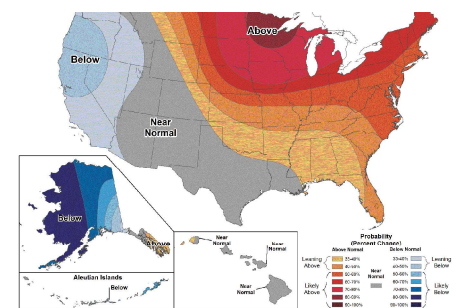 Above
Below
Near
Normal
Below
Above
Near
Normal
Near
Normal
Near
Normal
Aleutian Islands
Below
Probability
(Percent Chance)
Above Normal Below Normal
Leaning
Above
Likely
Above
Near
Normal
Leaning
Below
Likely
Below
33-40%
40-50%
50-60%
60-70%
70-80%
80-90%
90-100%
33-40%
40-50%
50-60%
60-70%
70-80%
80-90%
90-100%